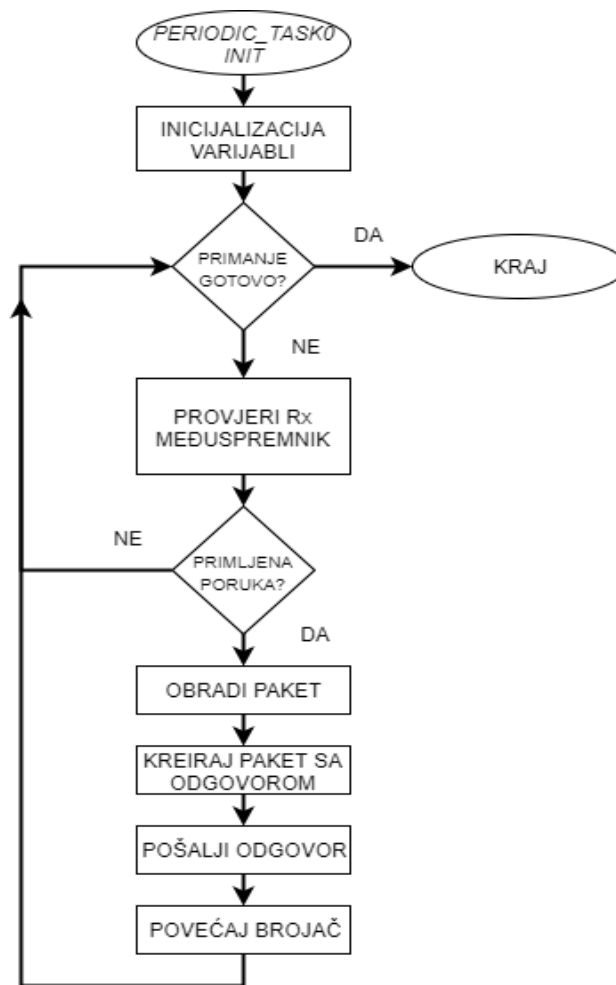 PERIODIC_TASK0
INIT
INICIJALIZACIJA
VARIJABLI
PRIMANJE
GOTOVO?
DA
KRAJ
NE
PROVJERI Rx
MEĐUSPREMNIK
NE
PRIMLJENA
PORUKA?
DA
OBRADI PAKET
KREIRAJ PAKET SA
ODGOVOROM
POŠALJI ODGOVOR
POVEĆAJ BROJAČ